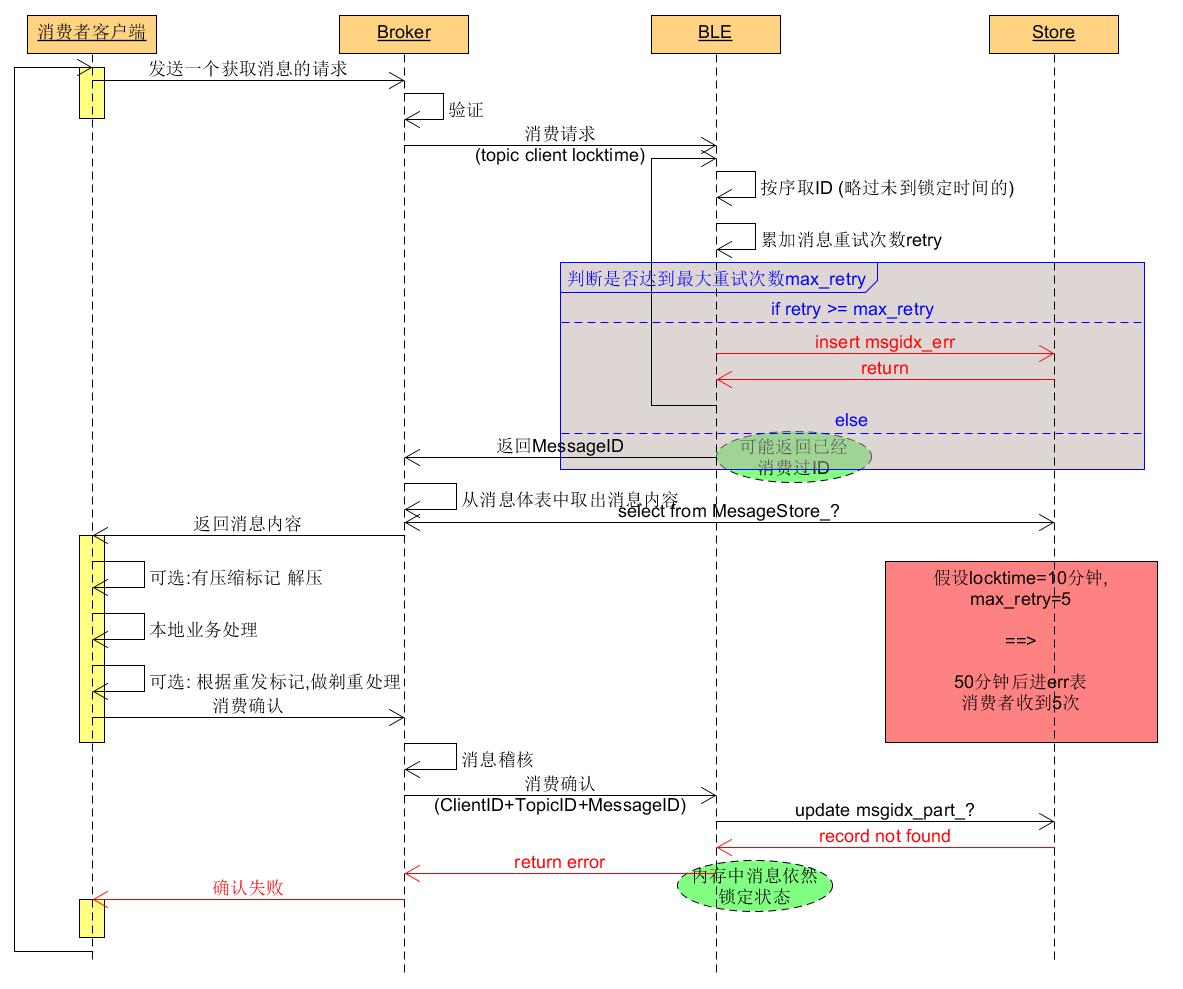 消费者客户端
Broker
BLE
Store
发送一个获取消息的请求
验证
消费请求
(topic client locktime)
按序取ID (略过未到锁定时间的)
累加消息重试次数retry
判断是否达到最大重试次数max_retry
if retry >= max_retry
insert msgidx_err
return
else
返回MessageID
可能返回已经
消费过ID
从消息体表中取出消息内容
select from MesageStore_?
返回消息内容
可选:有压缩标记 解压
假设locktime=10分钟,
max_retry=5
==>
50分钟后进err表
消费者收到5次
本地业务处理
可选: 根据重发标记,做剃重处理
消费确认
消息稽核
消费确认
(ClientID+TopicID+MessageID)
update msgidx_part_?
record not found
return error
内存中消息依然
锁定状态
确认失败